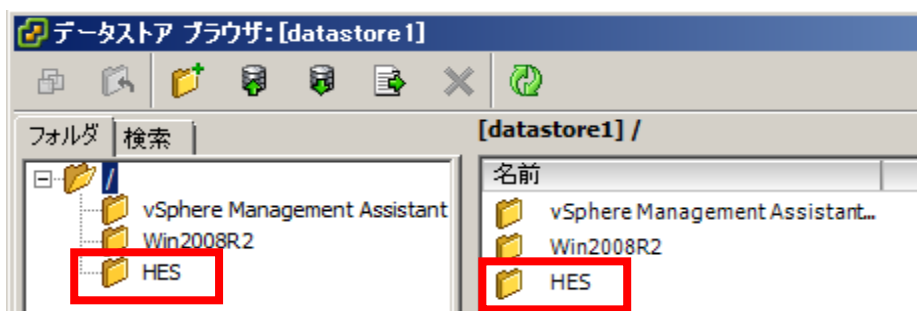 データストア ブラウザ: [datastore1]
フォルダ 検索
[datastore1] /
/
vSphere Management Assistant
Win2008R2
HES
名前
vSphere Management Assistant...
Win2008R2
HES